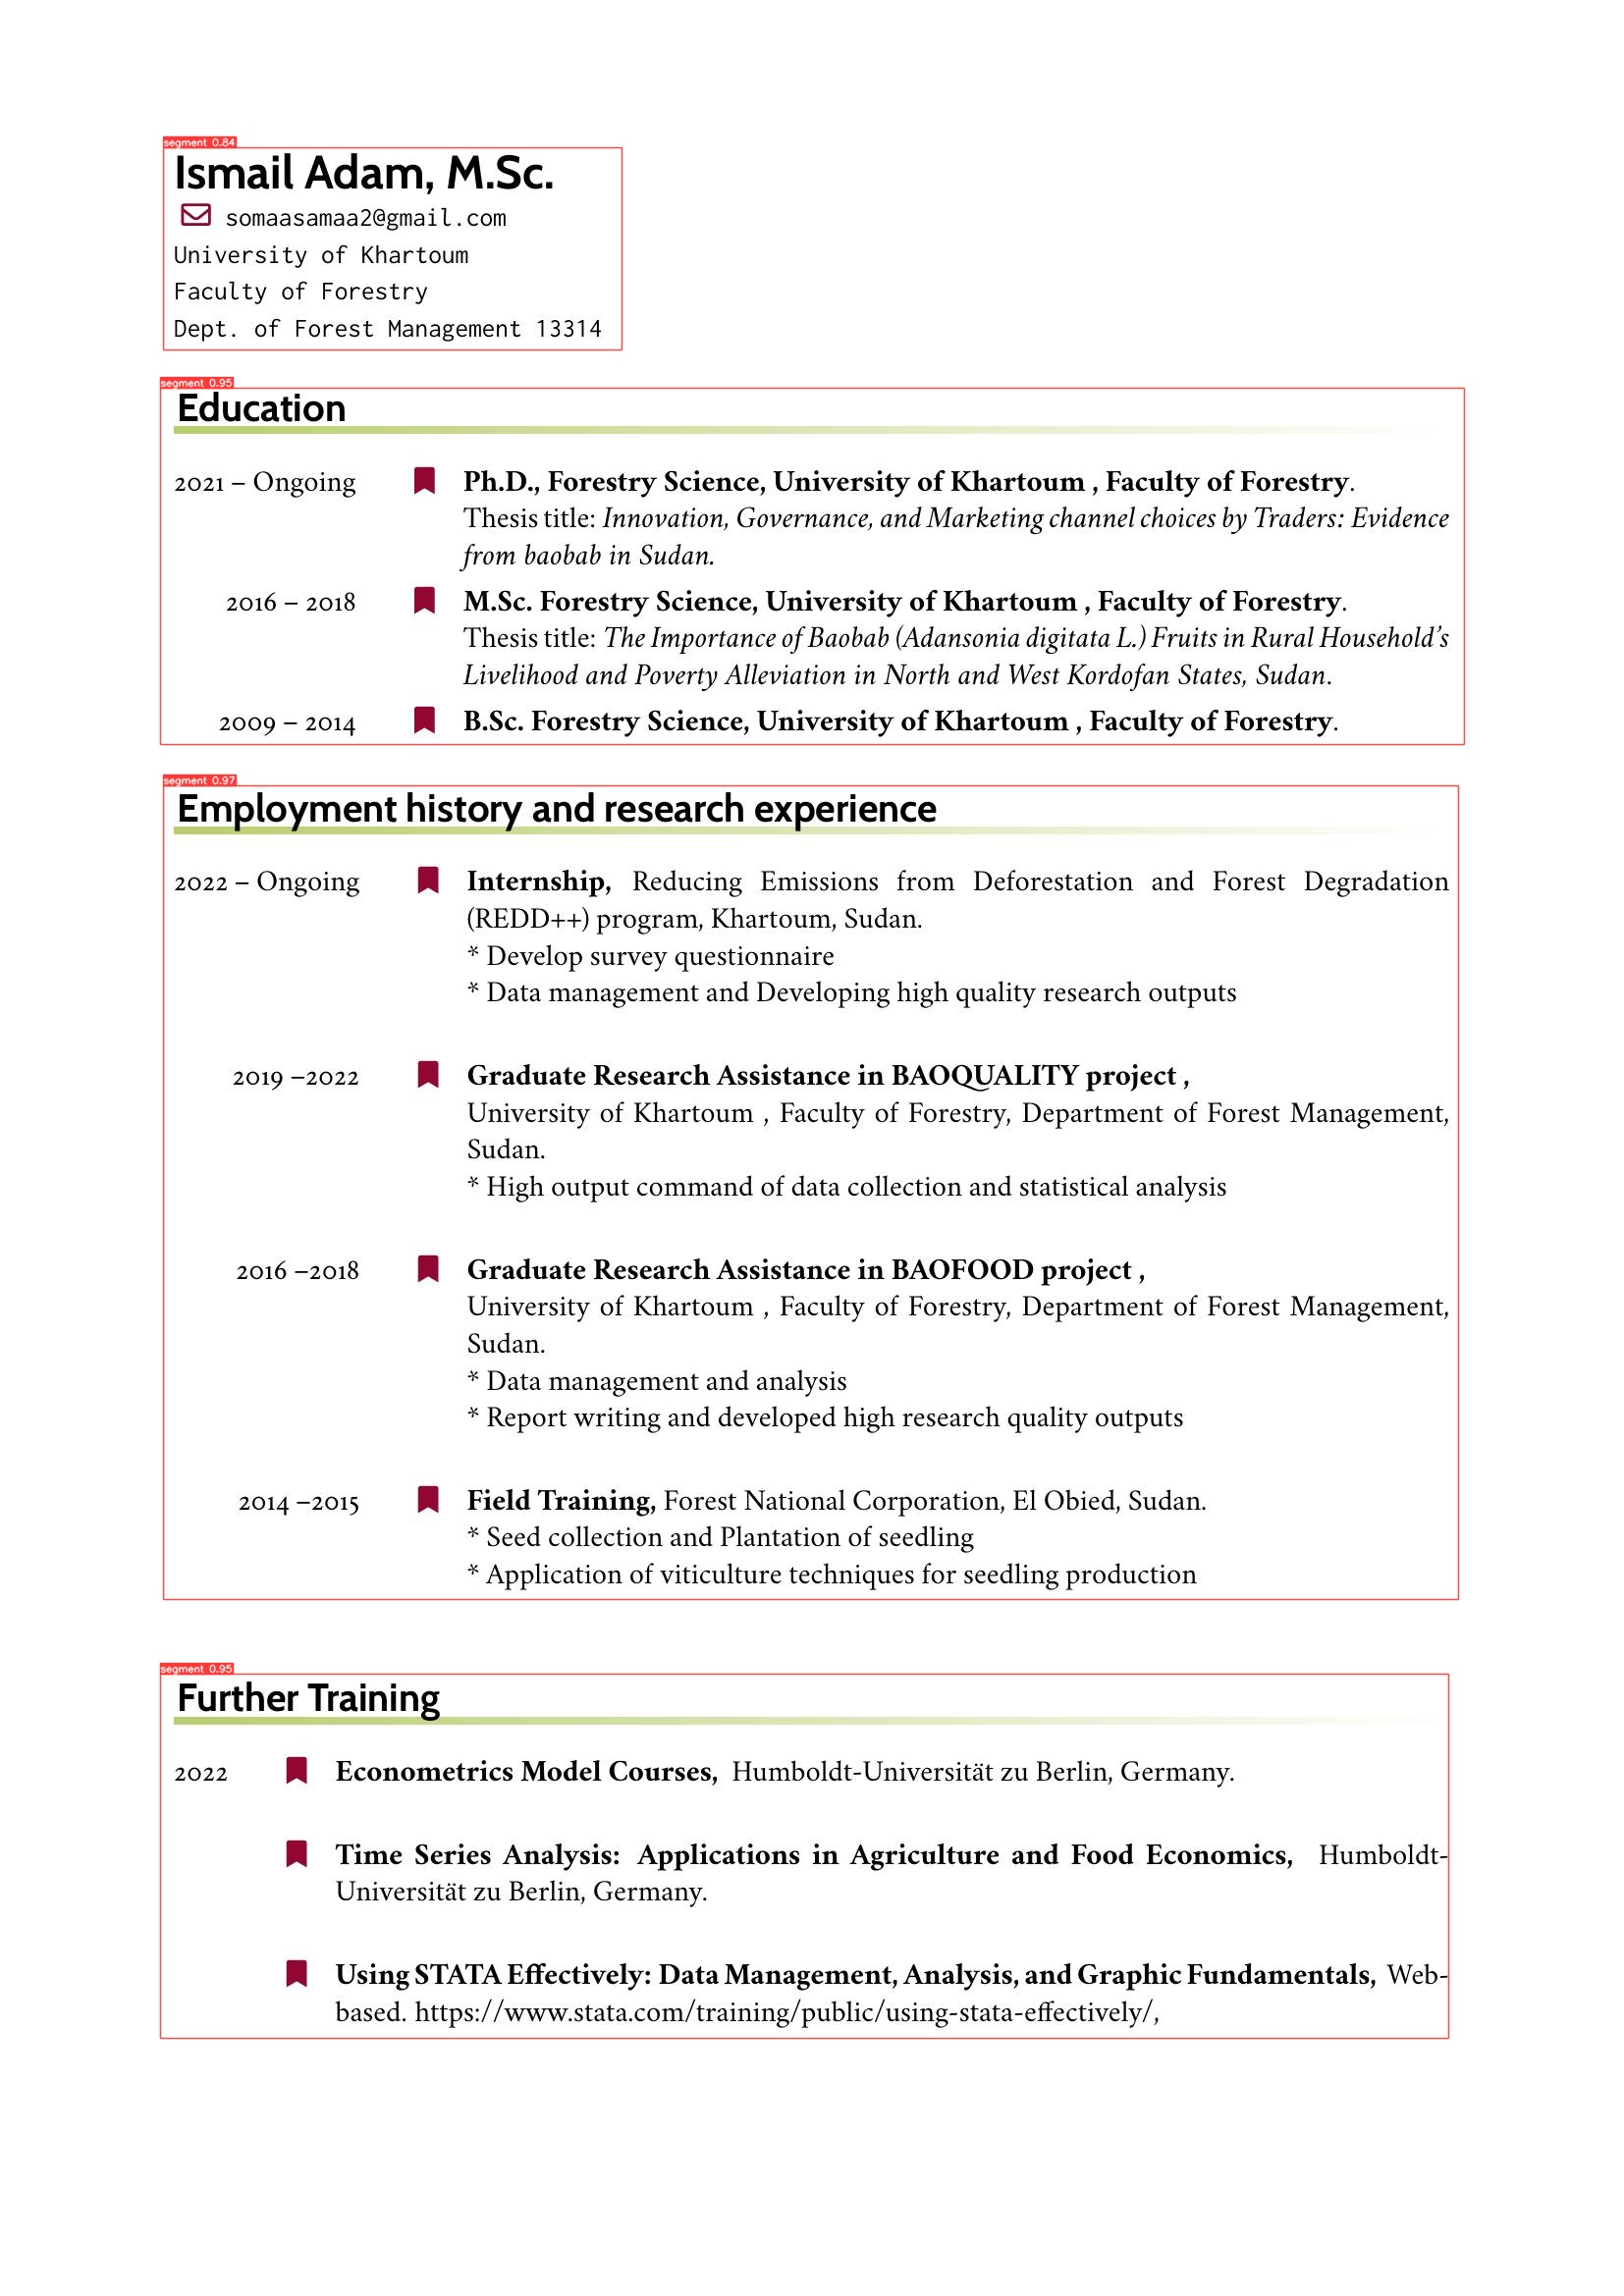 segment 0.84
Ismail Adam, M.Sc.
somaasamaa2@gmail.com
University of Khartoum
Faculty of Forestry
Dept. of Forest Management 13314
segment 0.95
Education
2021 – Ongoing Ph.D., Forestry Science, University of Khartoum , Faculty of Forestry.
Thesis title: Innovation, Governance, and Marketing channel choices by Traders: Evidence
from baobab in Sudan.
2016 – 2018 M.Sc. Forestry Science, University of Khartoum , Faculty of Forestry.
Thesis title: The Importance of Baobab (Adansonia digitata L.) Fruits in Rural Household’s
Livelihood and Poverty Alleviation in North and West Kordofan States, Sudan.
2009 – 2014 B.Sc. Forestry Science, University of Khartoum , Faculty of Forestry.
segment 0.97
Employment history and research experience
2022 – Ongoing Internship, Reducing Emissions from Deforestation and Forest Degradation
(REDD++) program, Khartoum, Sudan.
* Develop survey questionnaire
* Data management and Developing high quality research outputs
2019 –2022 Graduate Research Assistance in BAOQUALITY project ,
University of Khartoum , Faculty of Forestry, Department of Forest Management,
Sudan.
* High output command of data collection and statistical analysis
2016 –2018 Graduate Research Assistance in BAOFOOD project ,
University of Khartoum , Faculty of Forestry, Department of Forest Management,
Sudan.
* Data management and analysis
* Report writing and developed high research quality outputs
2014 –2015 Field Training, Forest National Corporation, El Obied, Sudan.
* Seed collection and Plantation of seedling
* Application of viticulture techniques for seedling production
segment 0.95
Further Training
2022 Econometrics Model Courses, Humboldt-Universität zu Berlin, Germany.
Time Series Analysis: Applications in Agriculture and Food Economics, Humboldt-
Universität zu Berlin, Germany.
Using STATA Effectively: Data Management, Analysis, and Graphic Fundamentals, Web-
based. https://www.stata.com/training/public/using-stata-effectively/,